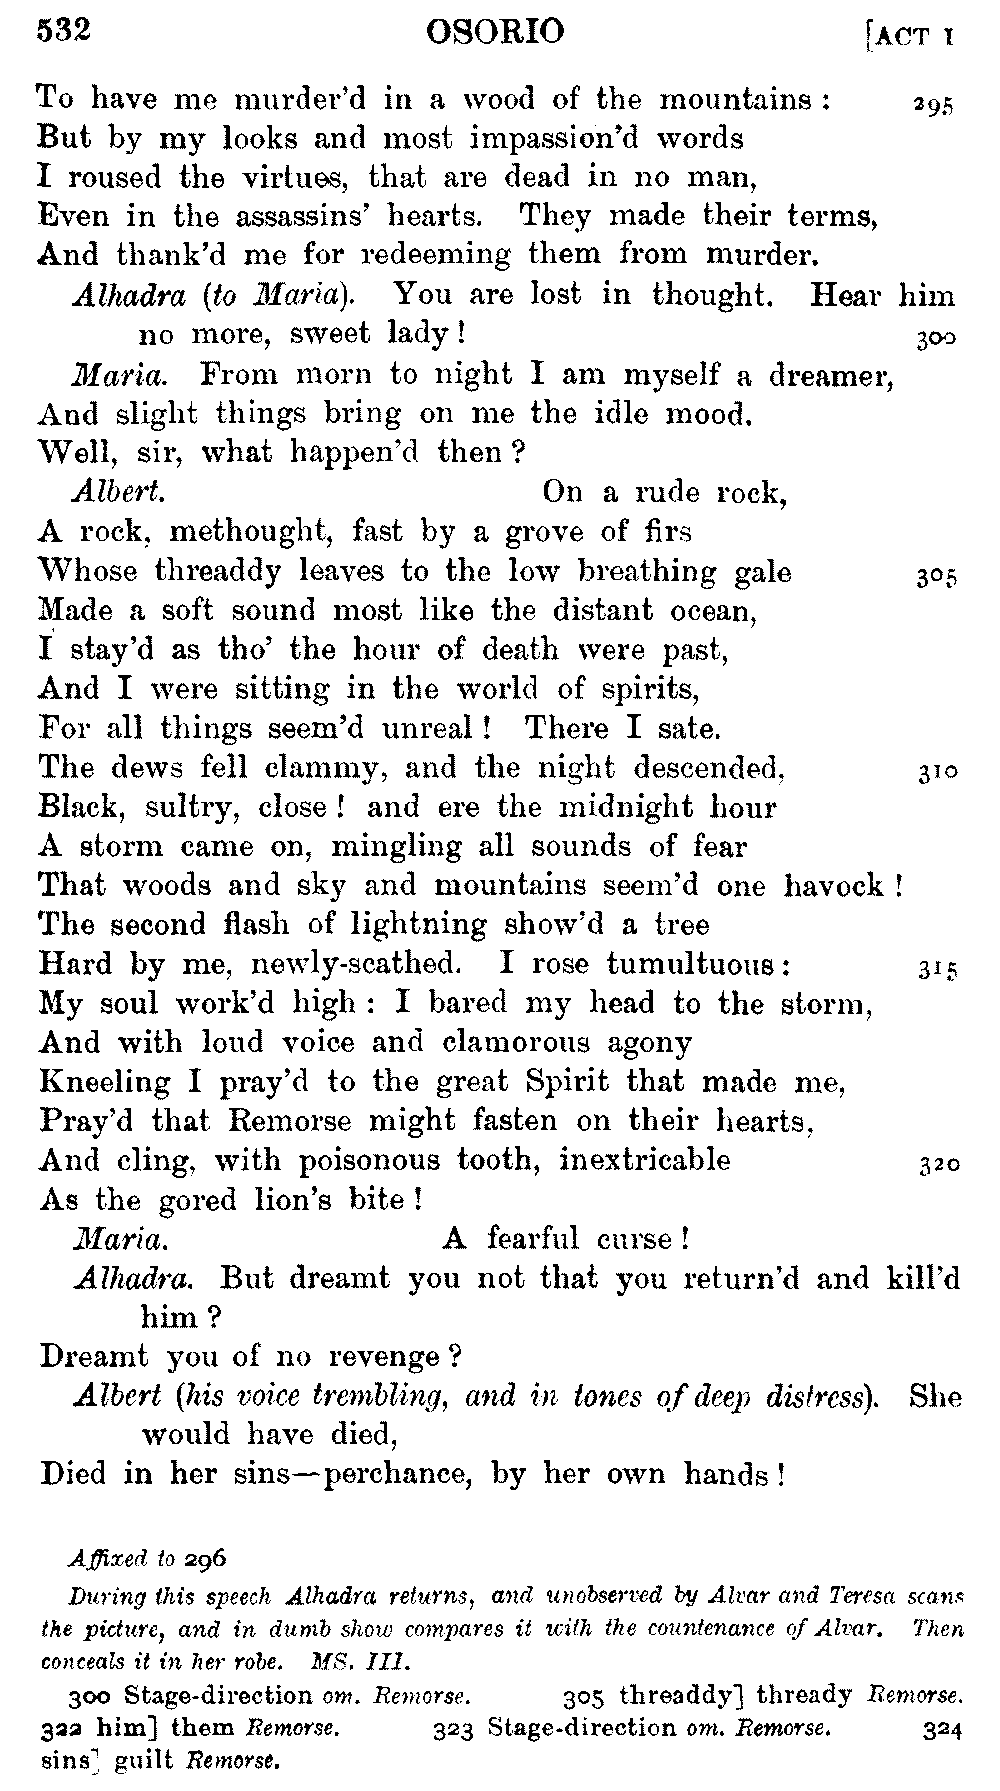 532 OSORIO [ACT I
To have me murder'd in a wood of the mountains : 295
But by my looks and most impassion'd words
I roused the virtues, that are dead in no man,
Even in the assassins' hearts. They made their terms,
And thank'd me for redeeming them from murder.
Alhadra (to Maria). You are lost in thought. Hear him
no more, sweet lady ! 300
Maria. From morn to night I am myself a dreamer,
And slight things bring on me the idle mood.
Well, sir, what happen'd then ?
Albert. On a rude rock,
A rock, methought, fast by a grove of firs
Whose threaddy leaves to the low breathing gale 305
Made a soft sound most like the distant ocean,
I stay'd as tho' the hour of death were past,
And I were sitting in the world of spirits,
For all things seem'd unreal ! There I sate.
The dews fell clammy, and the night descended, 310
Black, sultry, close ! and ere the midnight hour
A storm came on, mingling all sounds of fear
That woods and sky and mountains seem'd one havock !
The second flash of lightning show'd a tree
Hard by me, newly-scathed. I rose tumultuous : 315
My soul work'd high : I bared my head to the storm,
And with loud voice and clamorous agony
Kneeling I pray'd to the great Spirit that made me,
Pray'd that Remorse might fasten on their hearts,
And cling, with poisonous tooth, inextricable 320
As the gored lion's bite !
Maria. A fearful curse !
Alhadra. But dreamt you not that you return'd and kill'd
him ?
Dreamt you of no revenge ?
Albert (his voice trembling, and in tones of deep distress). She
would have died,
Died in her sins—perchance, by her own hands !
Affixed to 296
During this speech Alhadra returns, and unobserved by Alvar and Teresa scans
the picture, and in dumb show compares it with the countenance of Alvar. Then
conceals it in her robe. MS. III.
300 Stage-direction om. Remorse. 305 threaddy] thready Remorse.
322 him] them Remorse. 323 Stage-direction om. Remorse. 324
sins] guilt Remorse.